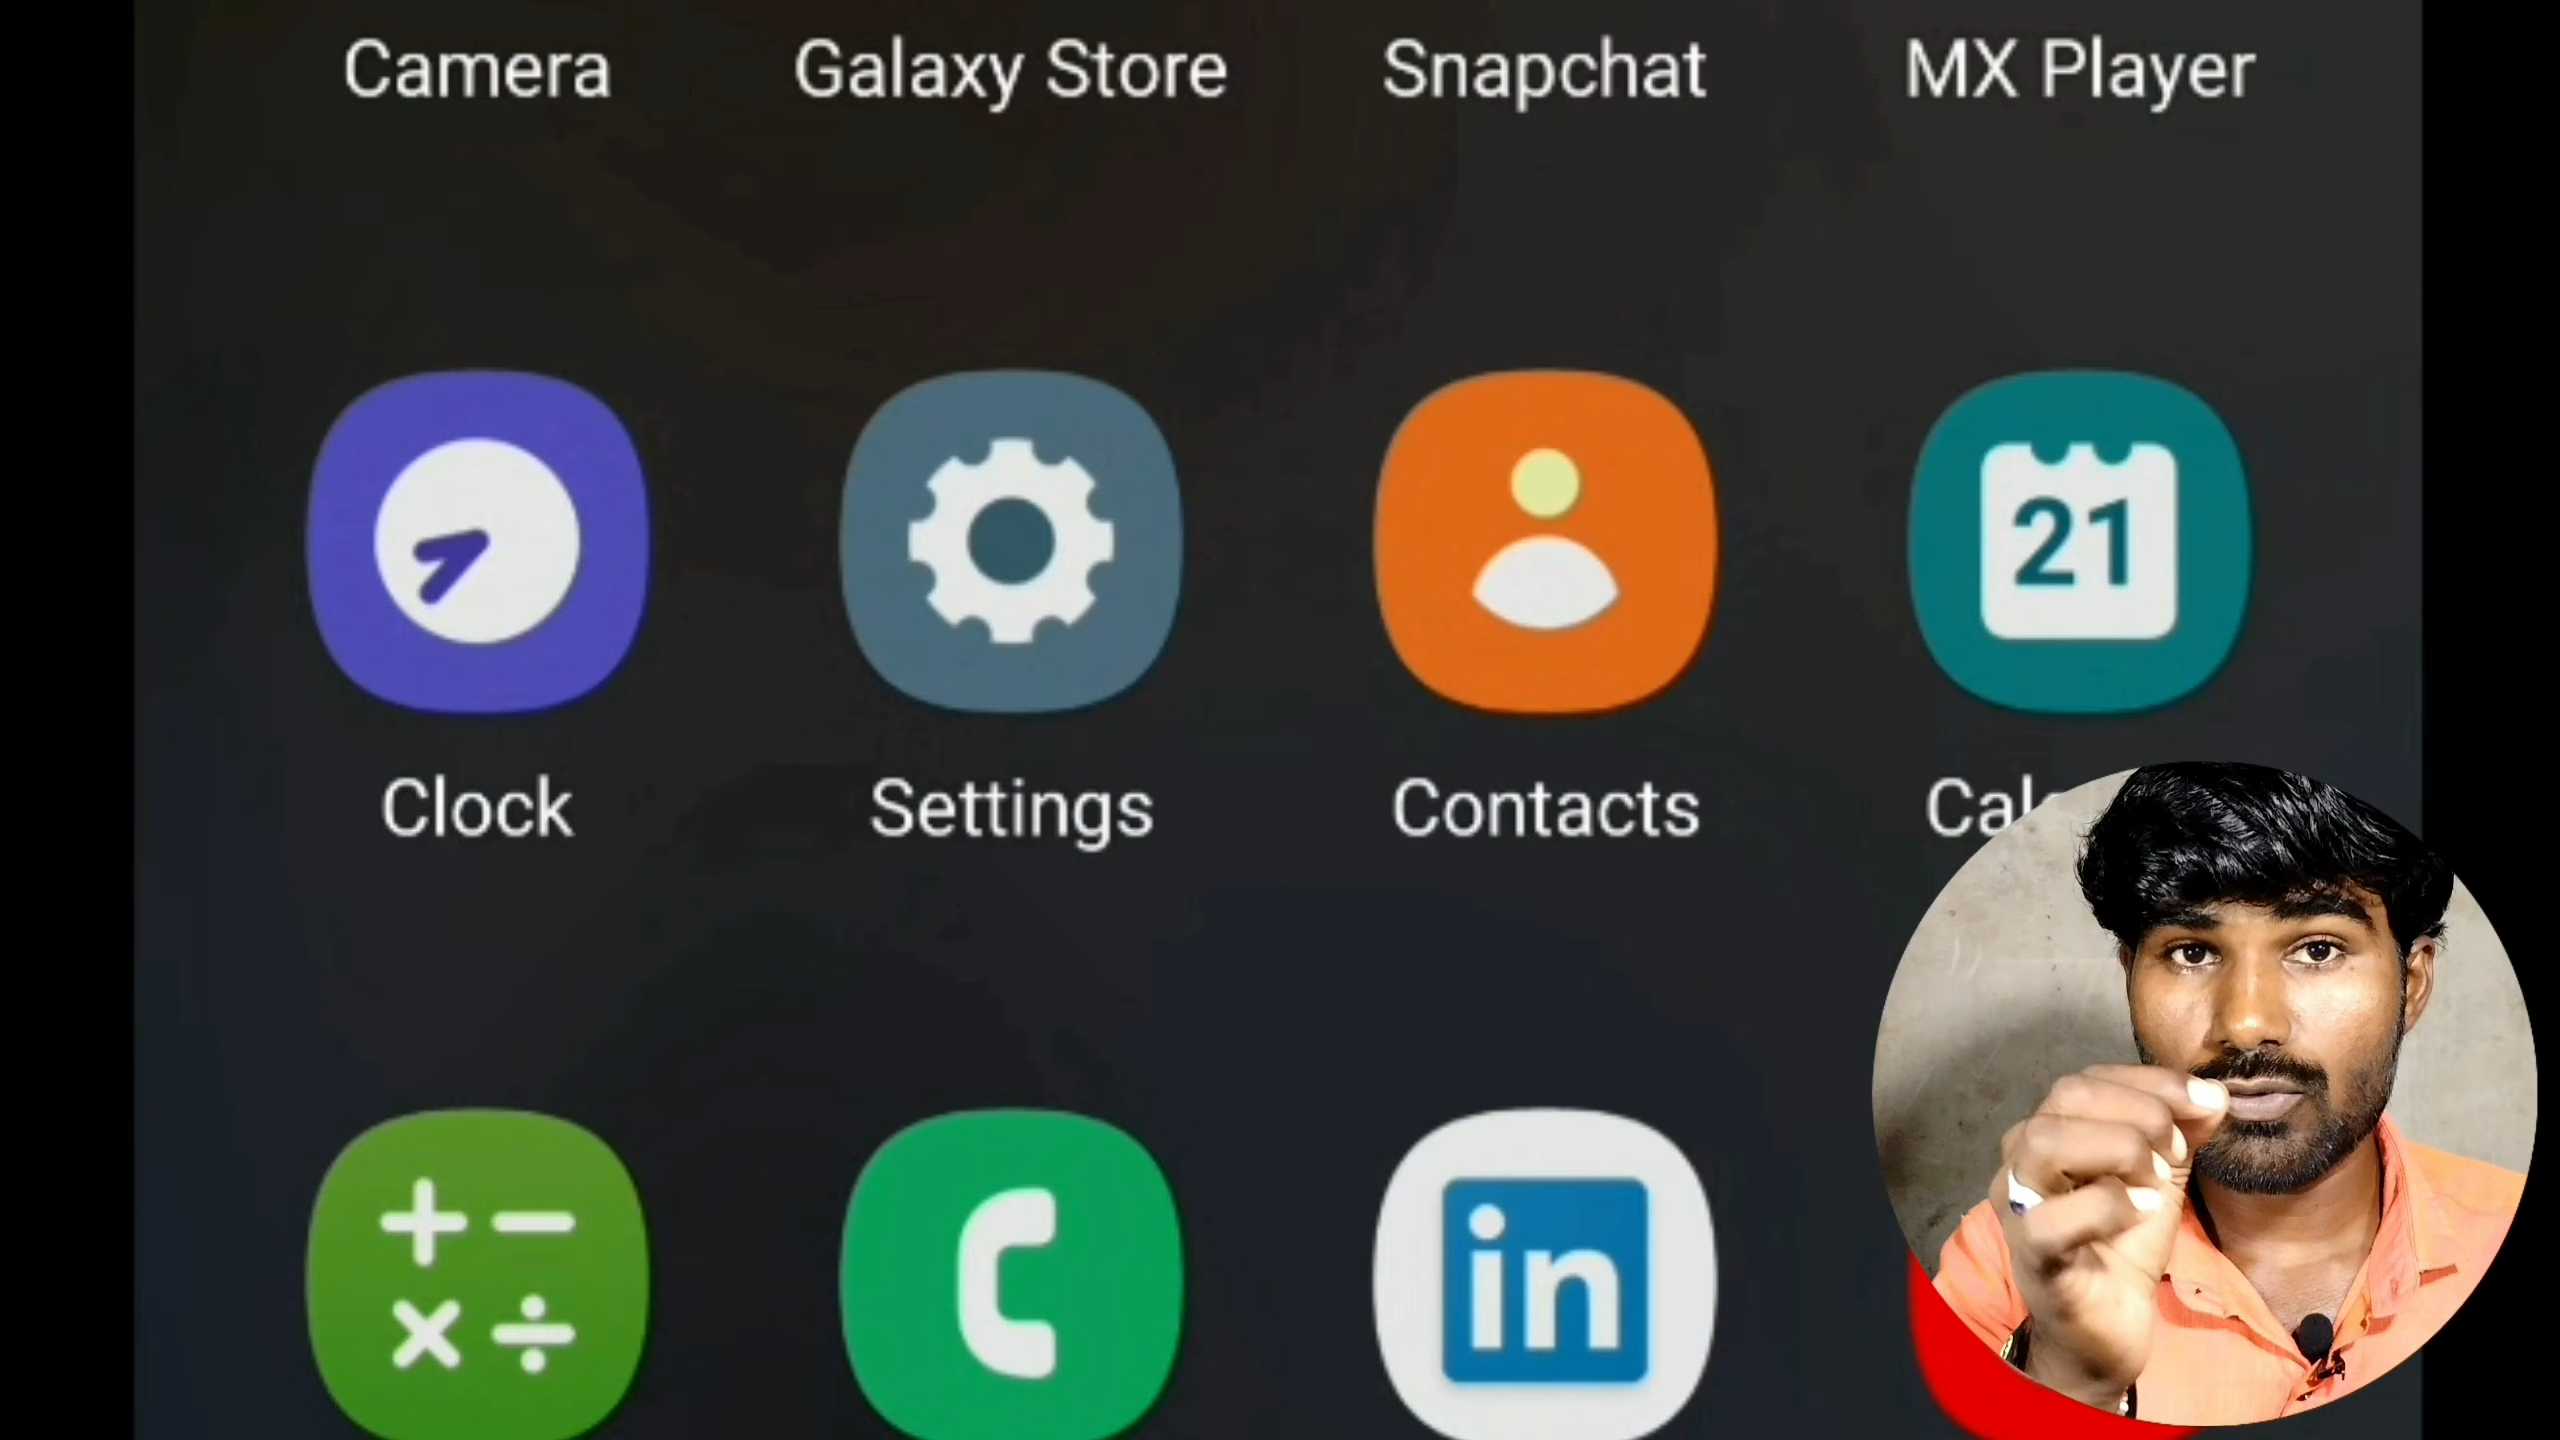 Camera Galaxy Store Snapchat MX Player
21
Clock Settings Contacts
in